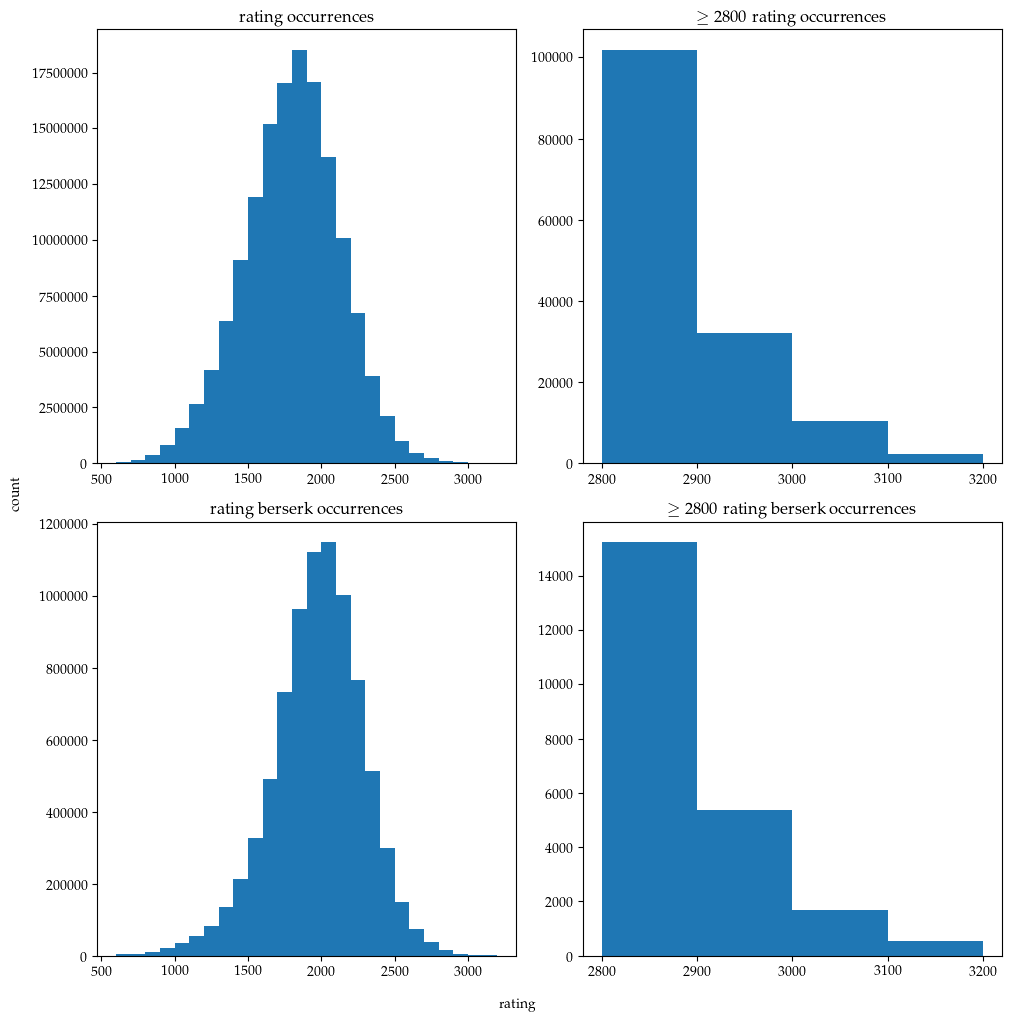 rating occurrences
17500000
15000000
12500000
10000000
7500000
5000000
2500000
0
500 1000 1500 2000 2500 3000
≥ 2800 rating occurrences
100000
80000
60000
40000
20000
0
2800 2900 3000 3100 3200
count
rating berserk occurrences
1200000
1000000
800000
600000
400000
200000
0
500 1000 1500 2000 2500 3000
≥ 2800 rating berserk occurrences
14000
12000
10000
8000
6000
4000
2000
0
2800 2900 3000 3100 3200
rating